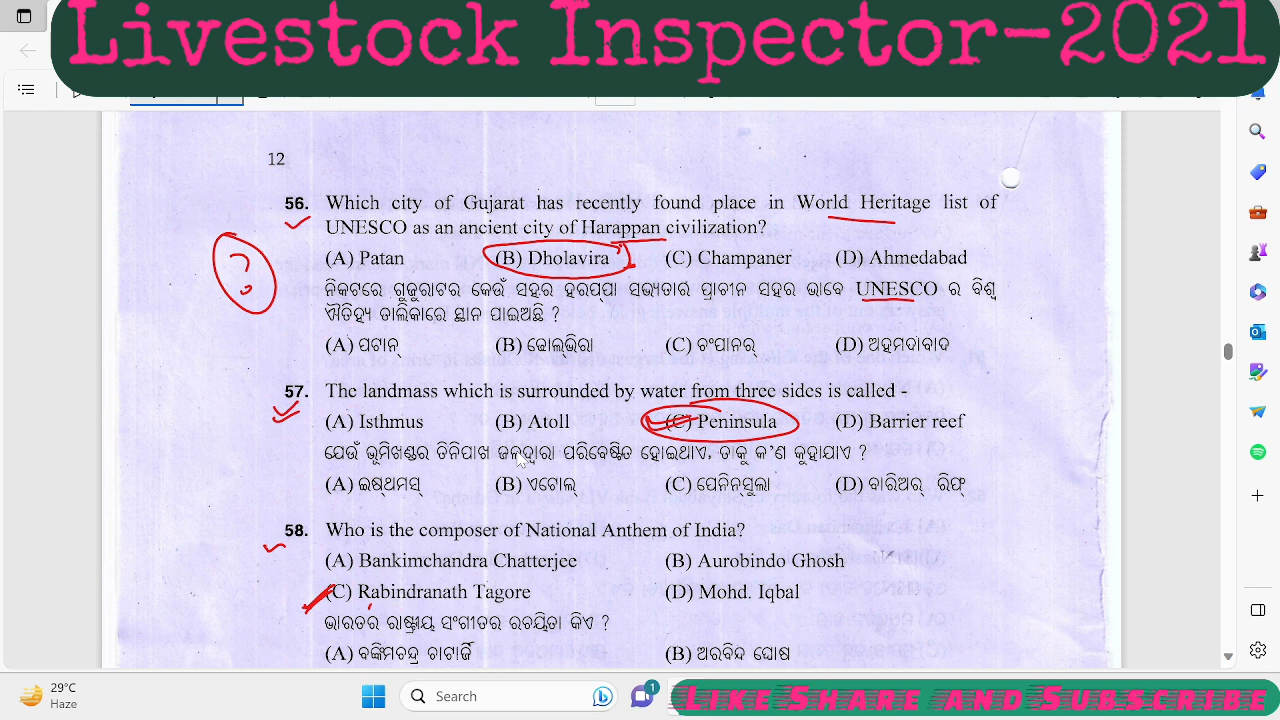 Livestock Inspector-2021
12
56. Which city of Gujarat has recently found place in World Heritage list of
UNESCO as an ancient city of Harappan civilization?
(A) Patan (B) Dholavira (C) Champaner (D) Ahmedabad
ନିକଟରେ ଗୁଜୁରାଟର କେଉଁ ସହର ହରପ୍ପା ସଭ୍ୟତାର ପ୍ରାଚୀନ ସହର ଭାବେ UNESCO ର ବିଶ୍ୱ
ଐତିହ୍ୟ ତାଲିକାରେ ସ୍ଥାନ ପାଇଅଛି ?
(A) ପଟାନ୍ (B) ଢୋଲ୍‌ଭିରା (C) ଚଂପାନର୍ (D) ଅହମଦାବାଦ
57. The landmass which is surrounded by water from three sides is called -
(A) Isthmus (B) Atoll (C) Peninsula (D) Barrier reef
ଯେଉଁ ଭୂମିଖଣ୍ଡର ତିନିପାଖ ଜଳଦ୍ୱାରା ପରିବେଷ୍ଟିତ ହୋଇଥାଏ, ତାକୁ କ'ଣ କୁହାଯାଏ ?
(A) ଇଷ୍‌ଥମସ୍ (B) ଏଟୋଲ୍ (C) ପେନିନ୍‌ସୁଲା (D) ବାରିଅର୍ ରିଫ୍
58. Who is the composer of National Anthem of India?
(A) Bankimchandra Chatterjee (B) Aurobindo Ghosh
(C) Rabindranath Tagore (D) Mohd. Iqbal
ଭାରତର ରାଷ୍ଟ୍ରୀୟ ସଂଗୀତର ରଚୟିତା କିଏ ?
(A) ବଙ୍କିମଚନ୍ଦ୍ର ଚାଟାର୍ଜି (B) ଅରବିନ୍ଦ ଘୋଷ
29°C
Haze
Search
1
Like Share and Subscribe